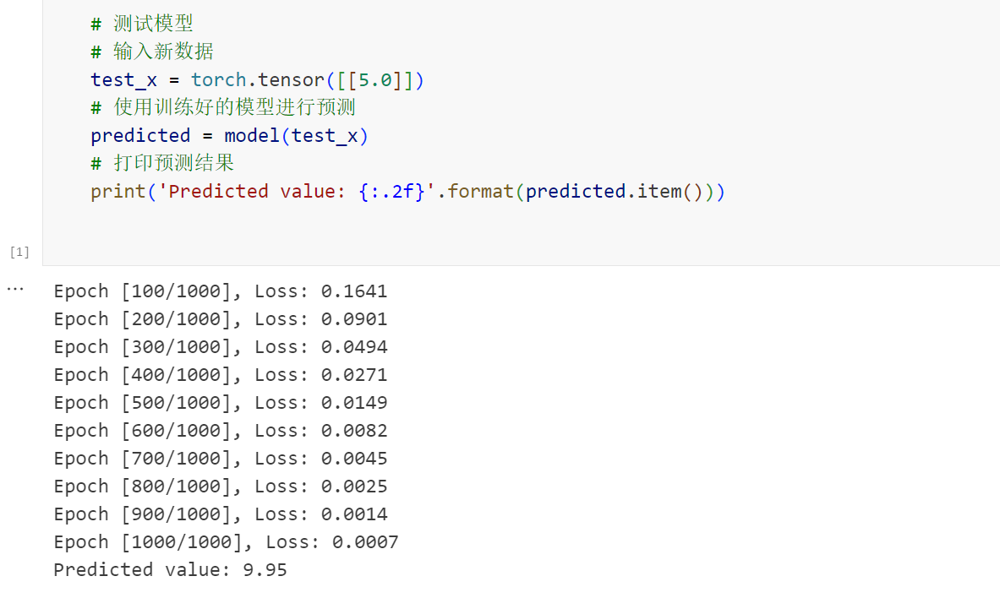 # 测试模型
# 输入新数据
test_x = torch.tensor([[5.0]])
# 使用训练好的模型进行预测
predicted = model(test_x)
# 打印预测结果
print('Predicted value: {:.2f}'.format(predicted.item()))
[1]
...
Epoch [100/1000], Loss: 0.1641
Epoch [200/1000], Loss: 0.0901
Epoch [300/1000], Loss: 0.0494
Epoch [400/1000], Loss: 0.0271
Epoch [500/1000], Loss: 0.0149
Epoch [600/1000], Loss: 0.0082
Epoch [700/1000], Loss: 0.0045
Epoch [800/1000], Loss: 0.0025
Epoch [900/1000], Loss: 0.0014
Epoch [1000/1000], Loss: 0.0007
Predicted value: 9.95